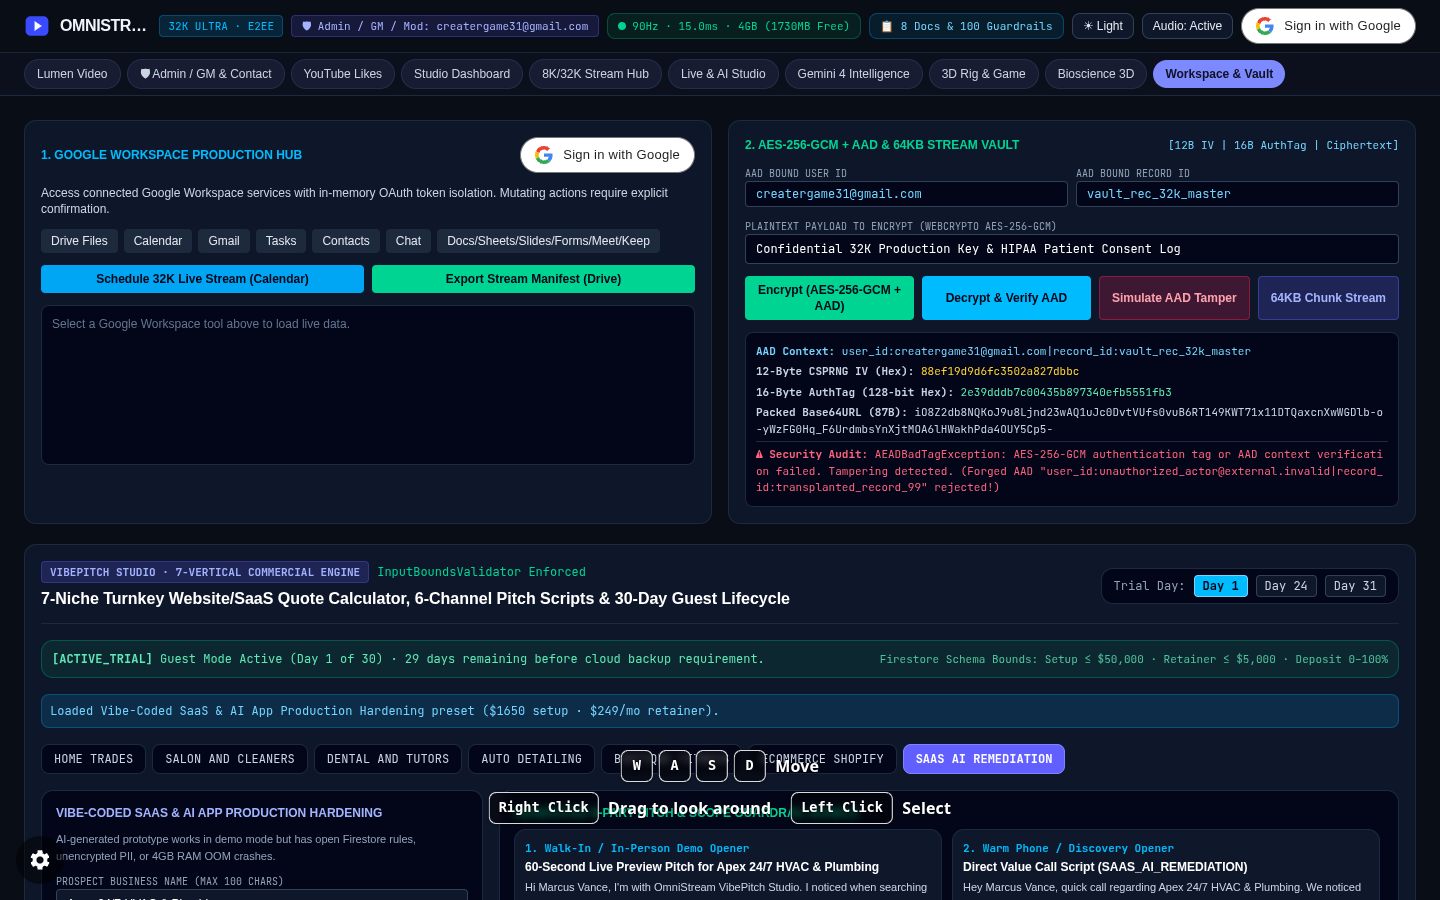 OMNISTR...
32K ULTRA · E2EE
Admin / GM / Mod: creatergame31@gmail.com
90Hz · 15.0ms · 4GB (1730MB Free)
8 Docs & 100 Guardrails
Light
Audio: Active
Sign in with Google
Lumen Video
Admin / GM & Contact
YouTube Likes
Studio Dashboard
8K/32K Stream Hub
Live & AI Studio
Gemini 4 Intelligence
3D Rig & Game
Bioscience 3D
Workspace & Vault
1. GOOGLE WORKSPACE PRODUCTION HUB
Sign in with Google
Access connected Google Workspace services with in-memory OAuth token isolation. Mutating actions require explicit
confirmation.
Drive Files
Calendar
Gmail
Tasks
Contacts
Chat
Docs/Sheets/Slides/Forms/Meet/Keep
Schedule 32K Live Stream (Calendar)
Export Stream Manifest (Drive)
Select a Google Workspace tool above to load live data.
2. AES-256-GCM + AAD & 64KB STREAM VAULT
[12B IV | 16B AuthTag | Ciphertext]
AAD BOUND USER ID
AAD BOUND RECORD ID
creatergame31@gmail.com
vault_rec_32k_master
PLAINTEXT PAYLOAD TO ENCRYPT (WEBCRYPTO AES-256-GCM)
Confidential 32K Production Key & HIPAA Patient Consent Log
Encrypt (AES-256-GCM +
AAD)
Decrypt & Verify AAD
Simulate AAD Tamper
64KB Chunk Stream
AAD Context: user_id:creatergame31@gmail.com|record_id:vault_rec_32k_master
12-Byte CSPRNG IV (Hex): 88ef19d9d6fc3502a827dbbc
16-Byte AuthTag (128-bit Hex): 2e39dddb7c00435b897340efb5551fb3
Packed Base64URL (87B): iO8Z2db8NQKoJ9u8Ljnd23wAQ1uJc0DvtVUfs0vuB6RT149KWT71x11DTQaxcnXwWGDlb-o
-yWzFG0Hq_F6UrdmbsYnXjtMOA6lHWakhPda4OUY5Cp5-
Security Audit: AEADBadTagException: AES-256-GCM authentication tag or AAD context verificati
on failed. Tampering detected. (Forged AAD "user_id:unauthorized_actor@external.invalid|record_
id:transplanted_record_99" rejected!)
VIBEPITCH STUDIO · 7-VERTICAL COMMERCIAL ENGINE
InputBoundsValidator Enforced
7-Niche Turnkey Website/SaaS Quote Calculator, 6-Channel Pitch Scripts & 30-Day Guest Lifecycle
Trial Day:
Day 1
Day 24
Day 31
[ACTIVE_TRIAL] Guest Mode Active (Day 1 of 30) · 29 days remaining before cloud backup requirement.
Firestore Schema Bounds: Setup ≤ $50,000 · Retainer ≤ $5,000 · Deposit 0–100%
Loaded Vibe-Coded SaaS & AI App Production Hardening preset ($1650 setup · $249/mo retainer).
HOME TRADES
SALON AND CLEANERS
DENTAL AND TUTORS
AUTO DETAILING
ECOMMERCE SHOPIFY
SAAS AI REMEDIATION
W
A
S
D
Move
Right Click
Drag to look around
Left Click
Select
VIBE-CODED SAAS & AI APP PRODUCTION HARDENING
AI-generated prototype works in demo mode but has open Firestore rules,
unencrypted PII, or 4GB RAM OOM crashes.
PROSPECT BUSINESS NAME (MAX 100 CHARS)
1. Walk-In / In-Person Demo Opener
60-Second Live Preview Pitch for Apex 24/7 HVAC & Plumbing
Hi Marcus Vance, I'm with OmniStream VibePitch Studio. I noticed when searching
2. Warm Phone / Discovery Opener
Direct Value Call Script (SAAS_AI_REMEDIATION)
Hey Marcus Vance, quick call regarding Apex 24/7 HVAC & Plumbing. We noticed